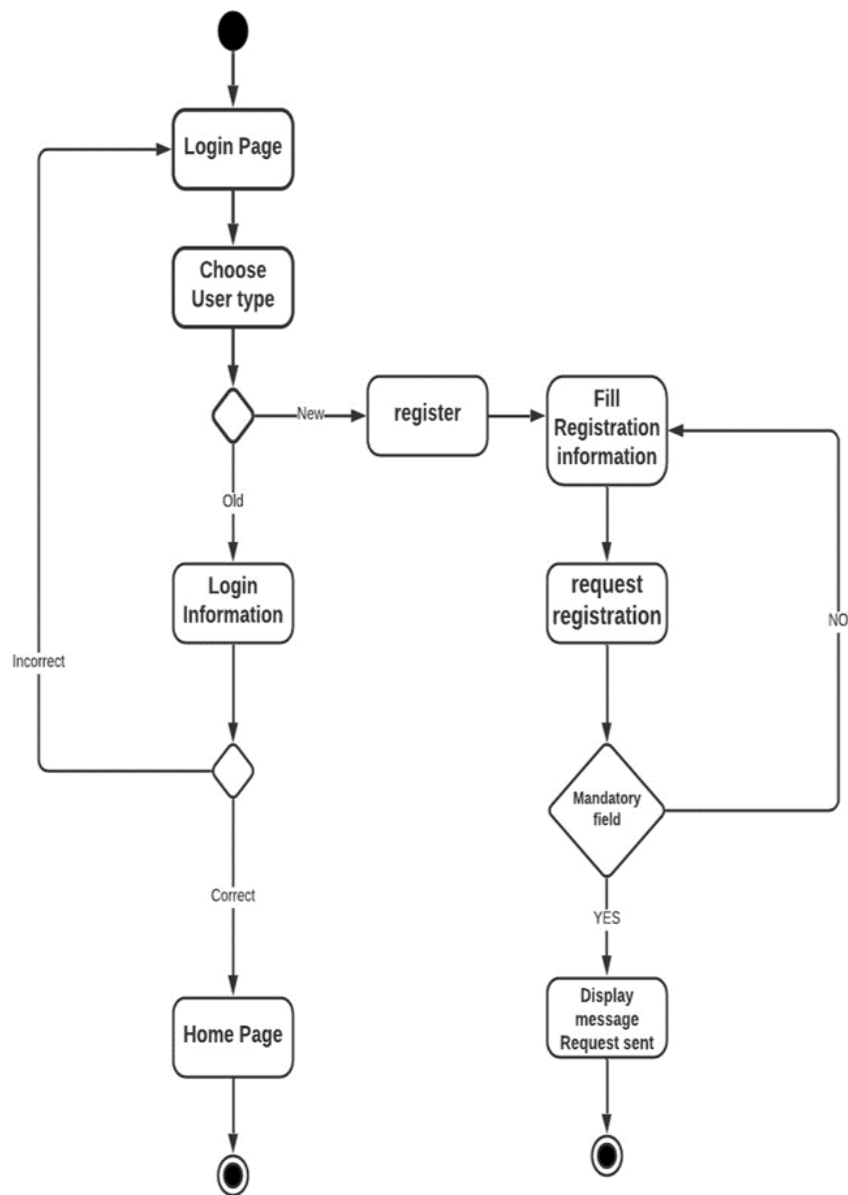 Login Page
Choose
User type
New
register
Fill
Registration
information
Old
Login
Information
request
registration
NO
Incorrect
Mandatory
field
Correct
YES
Display
message
Request sent
Home Page